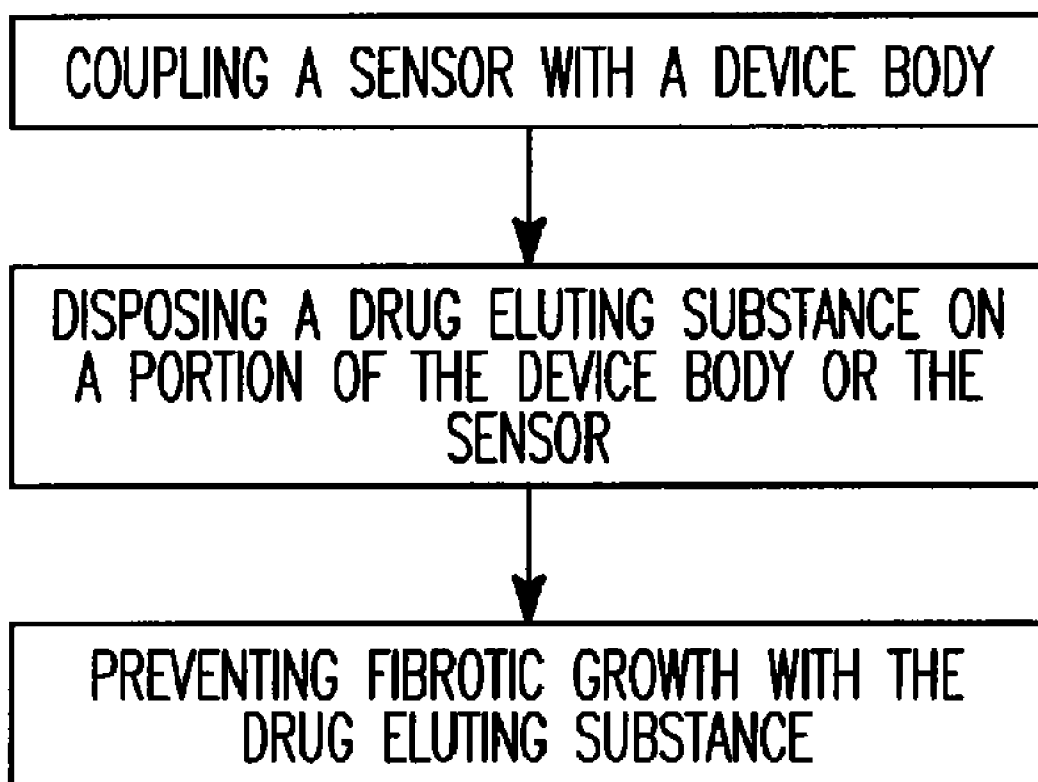 COUPLING A SENSOR WITH A DEVICE BODY
DISPOSING A DRUG ELUTING SUBSTANCE ON
A PORTION OF THE DEVICE BODY OR THE
SENSOR
PREVENTING FIBROTIC GROWTH WITH THE
DRUG ELUTING SUBSTANCE